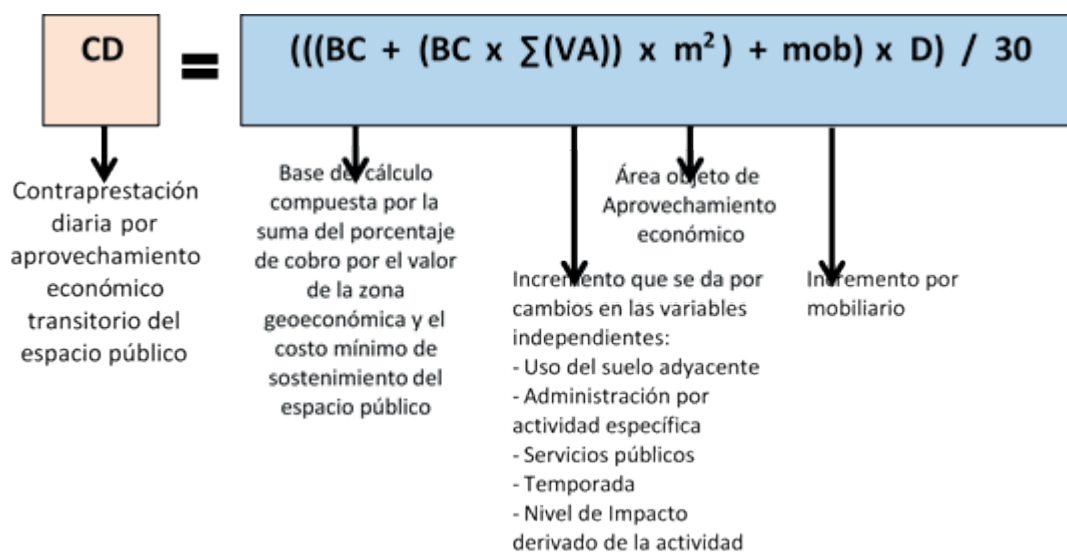 CD = (((BC + (BC x ∑(VA)) x m²) + mob) x D) / 30
Contraprestación
diaria por
aprovechamiento
económico
transitorio del
espacio público
Base del cálculo
compuesta por la
suma del porcentaje
de cobro por el valor
de la zona
geoeconómica y el
costo mínimo de
sostenimiento del
espacio público
Incremento que se da por
cambios en las variables
independientes:
- Uso del suelo adyacente
- Administración por
actividad específica
- Servicios públicos
- Temporada
- Nivel de Impacto
derivado de la actividad
Área objeto de
Aprovechamiento
económico
Incremento por
mobiliario